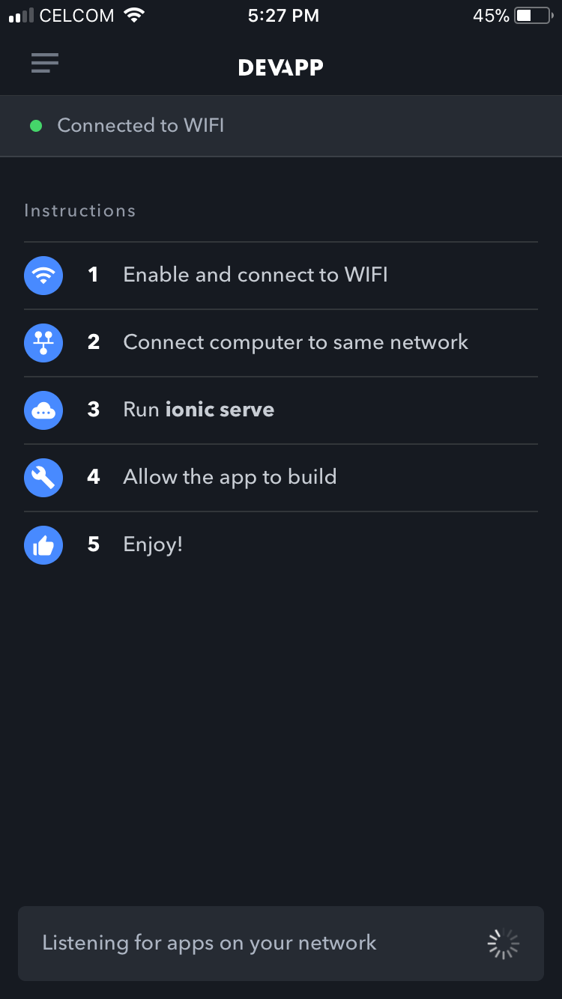 CELCOM 5:27 PM 45%
DEVAPP
Connected to WIFI
Instructions
1 Enable and connect to WIFI
2 Connect computer to same network
3 Run ionic serve
4 Allow the app to build
5 Enjoy!
Listening for apps on your network